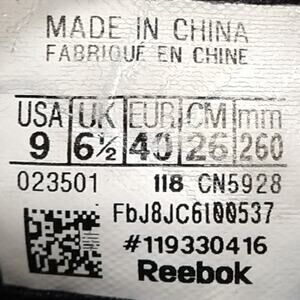 MADE IN CHINA
FABRIQUÉ EN CHINE
USA UK EUR CM mm
9 6½ 40 26 260
023501 118 CN5928
FbJ8JC6100537
#119330416
Reebok